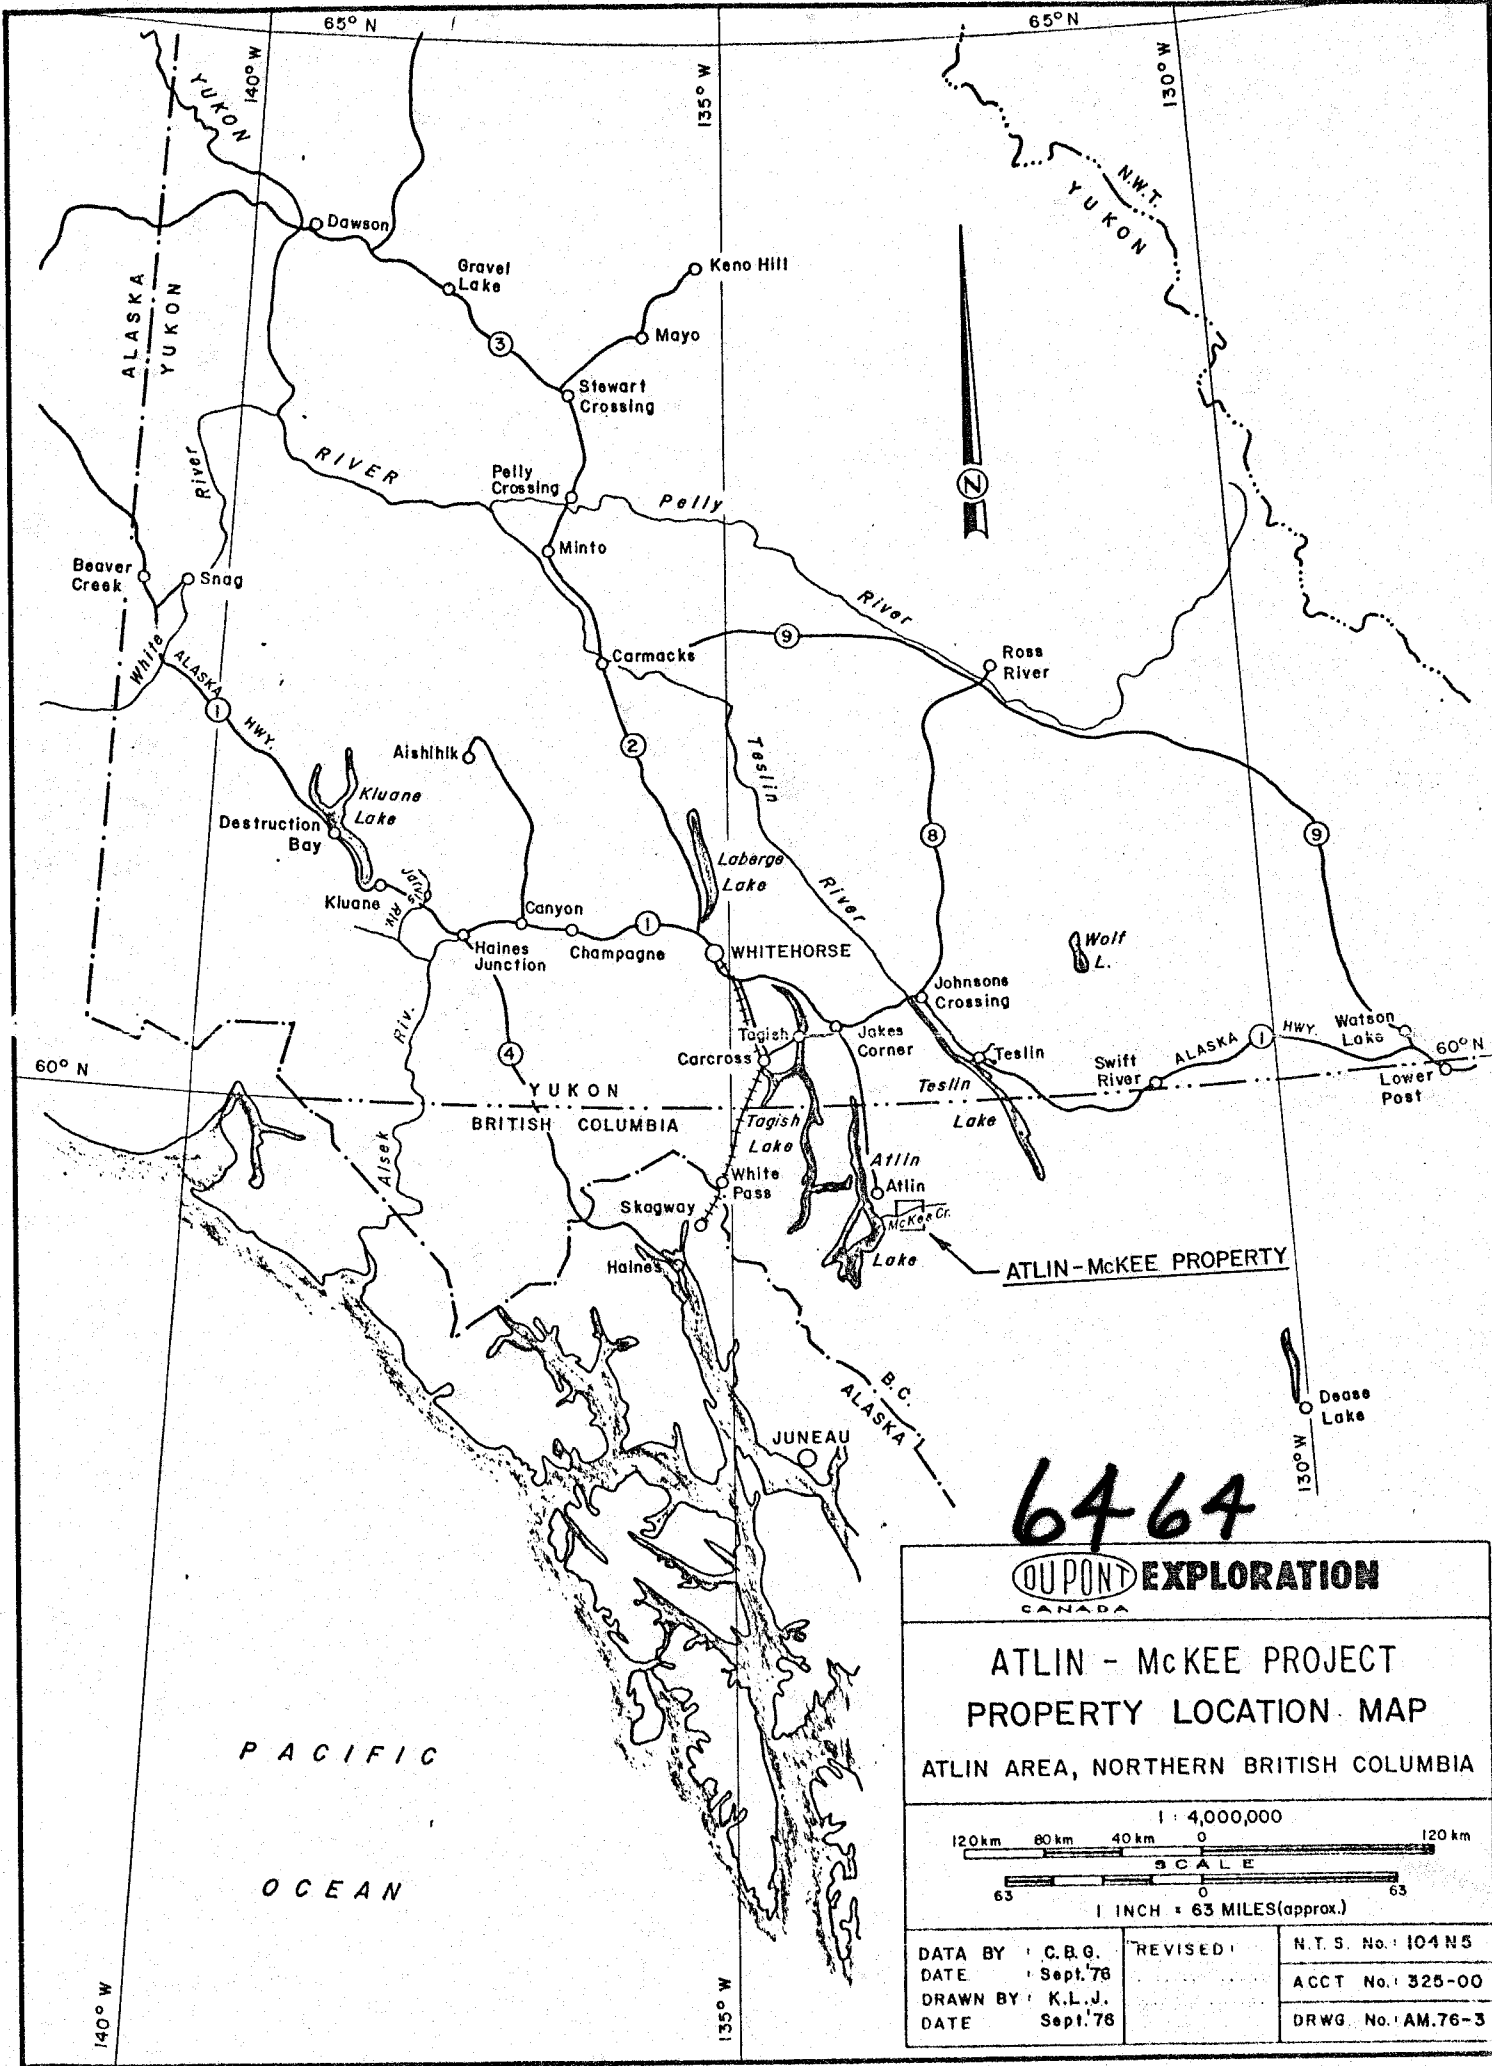 65° N
65° N
140° W
135° W
130° W
YUKON
N.W.T.
YUKON
Dawson
Gravel
Lake
Keno Hill
ALASKA
YUKON
3
Mayo
Stewart
Crossing
River
RIVER
Pelly
Crossing
Pelly
N
Minto
Beaver
Creek
Snag
River
9
White
ALASKA
1
HWY.
Carmacks
Ross
River
2
Teslin
Aishihik
Kluane
Lake
Destruction
Bay
8
9
Laberge
Lake
River
Jarvis
Riv.
Kluane
Canyon
1
Haines
Junction
Champagne
WHITEHORSE
Wolf
L.
Johnsons
Crossing
Riv.
Tagish
Jakes
Corner
Carcross
4
Teslin
Swift
River
ALASKA
1
HWY.
Watson
Lake
60° N
60° N
Lower
Post
YUKON
BRITISH COLUMBIA
Teslin
Lake
Tagish
Lake
Alsek
White
Pass
Atlin
Atlin
Skagway
McKee Cr.
Haines
Lake
ATLIN-McKEE PROPERTY
B.C.
ALASKA
Dease
Lake
JUNEAU
130° W
6464
DU PONT EXPLORATION
CANADA
ATLIN - McKEE PROJECT
PROPERTY LOCATION MAP
ATLIN AREA, NORTHERN BRITISH COLUMBIA
PACIFIC
OCEAN
1 : 4,000,000
120 km 80 km 40 km 0 120 km
SCALE
63 0 63
1 INCH = 63 MILES (approx.)
DATA BY : C.B.G.
DATE : Sept.'76
DRAWN BY : K.L.J.
DATE Sept.'76
REVISED :
N.T.S. No. : 104 N5
ACCT No. : 325-00
DRWG. No. : AM.76-3
140° W
135° W